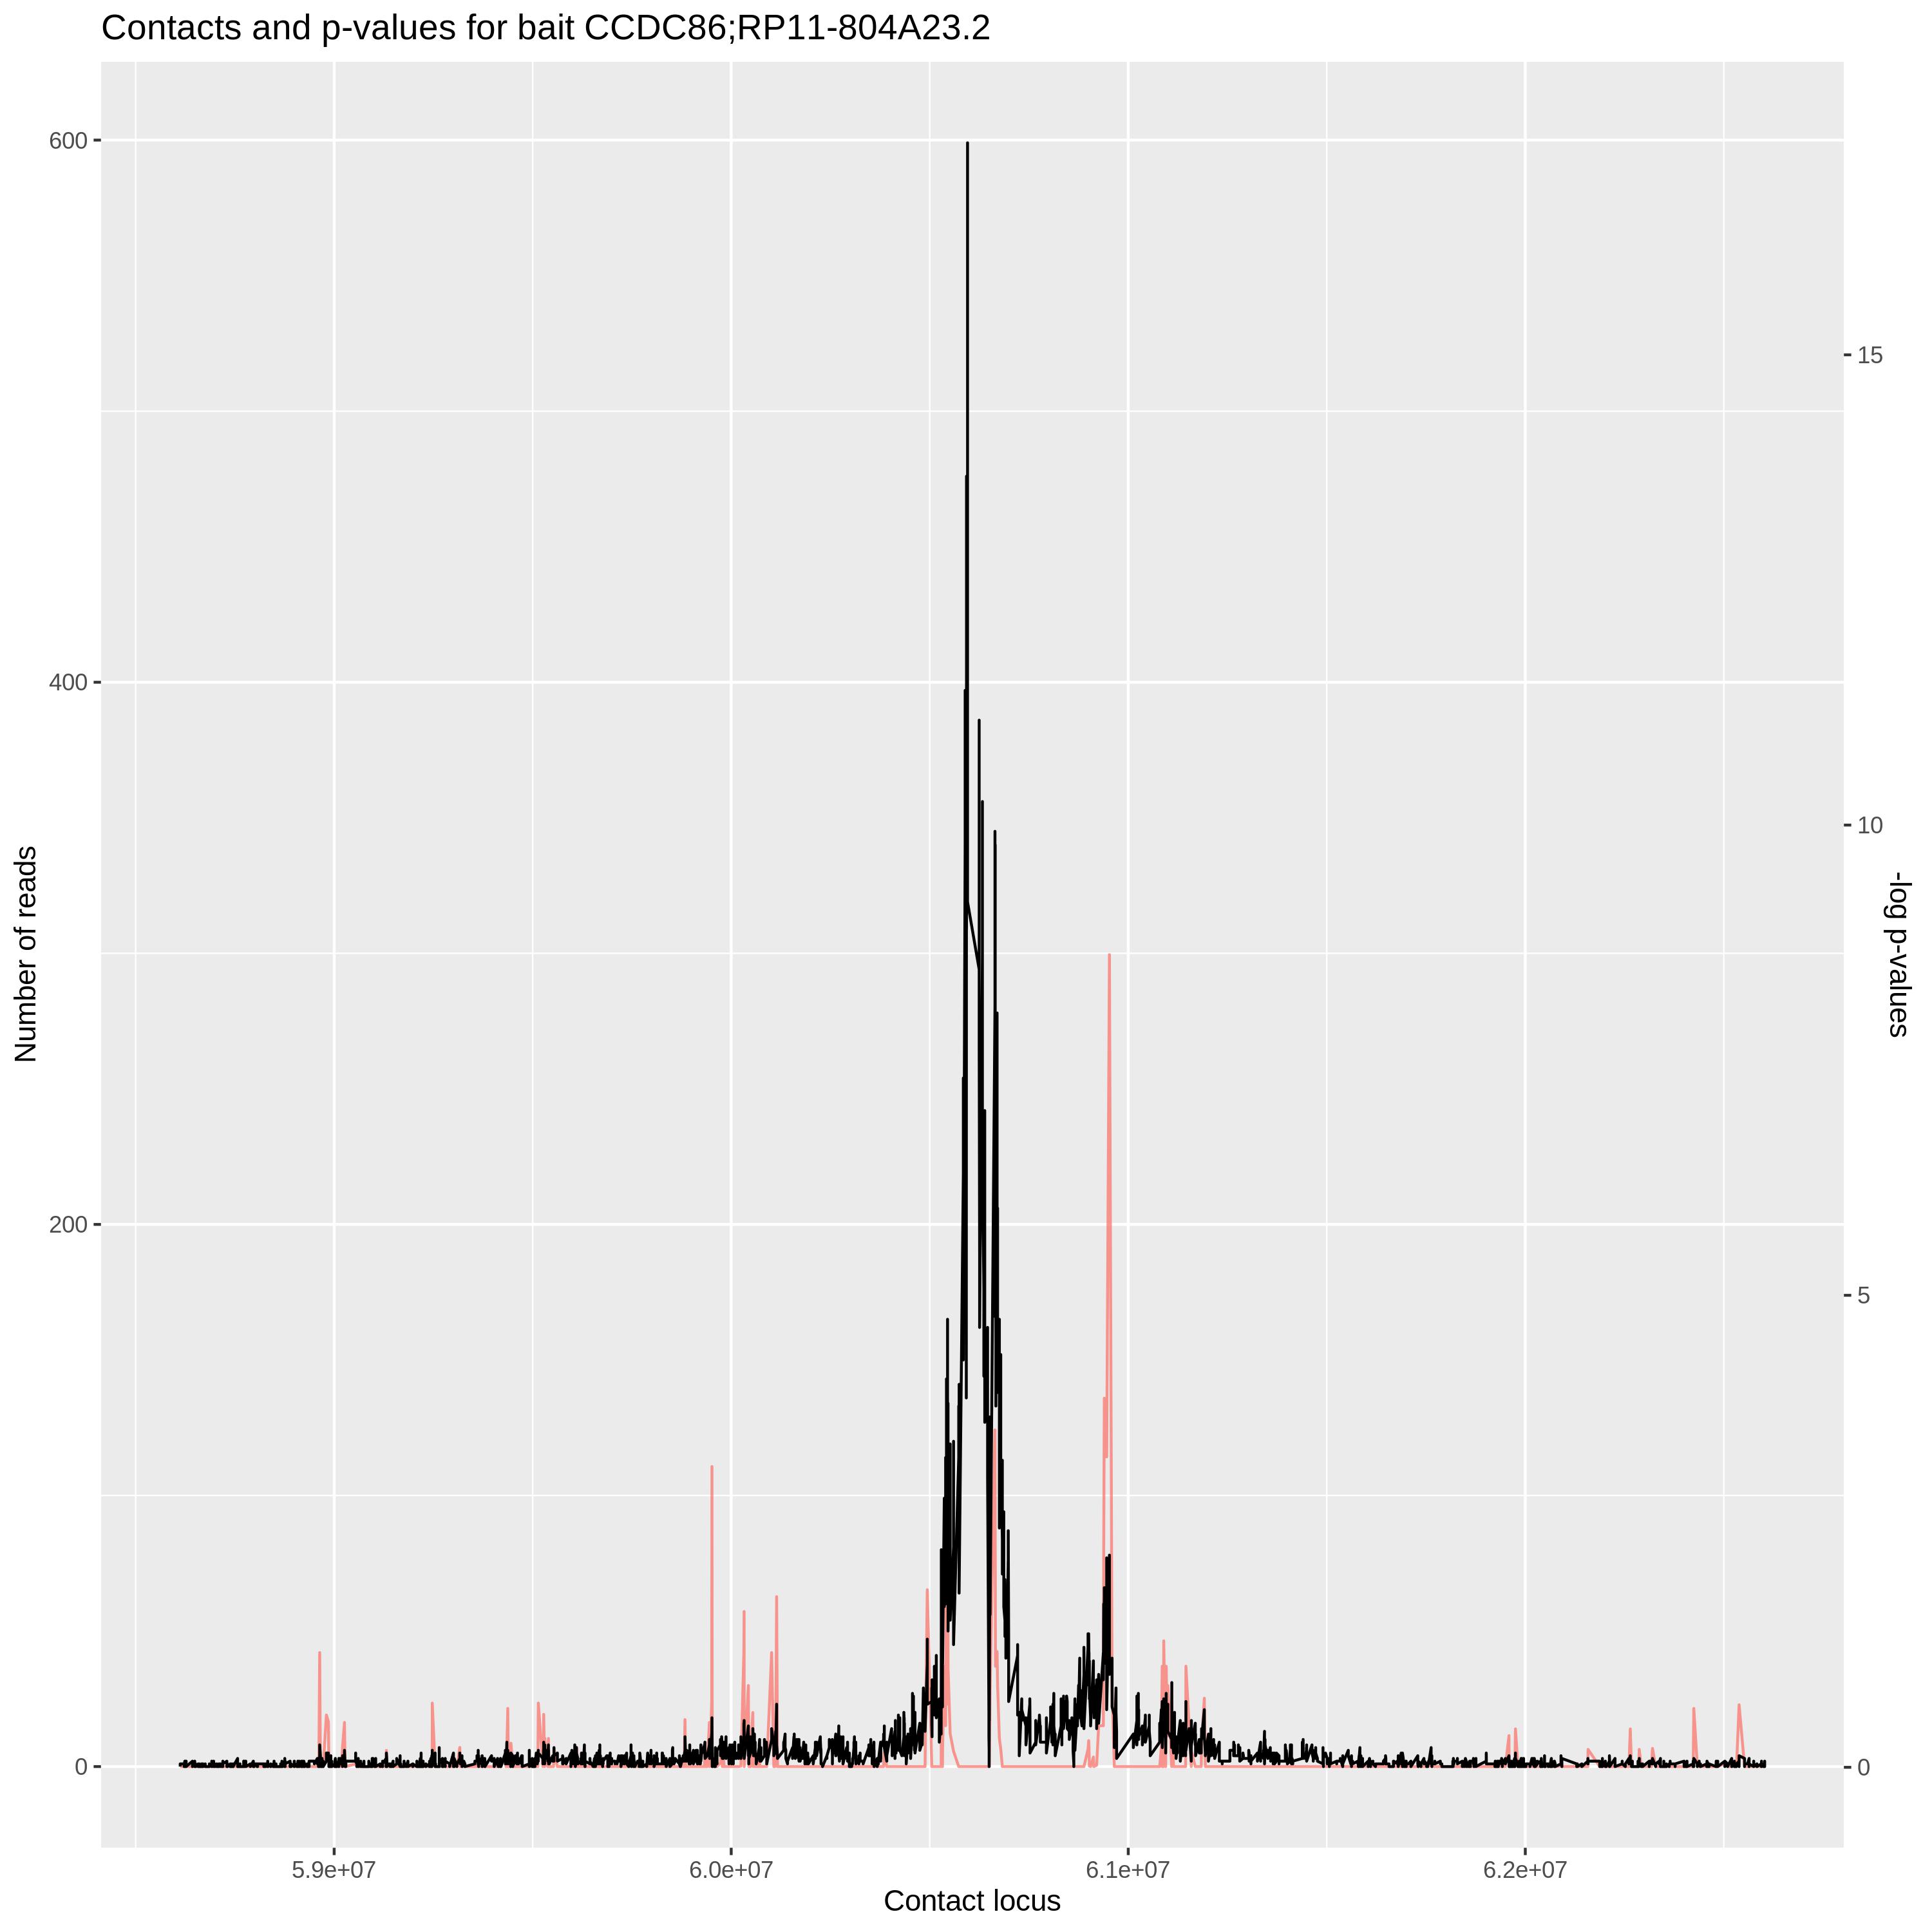 Contacts and p-values for bait CCDC86;RP11-804A23.2
600
400
200
0
Number of reads
15
10
5
0
-log p-values
5.9e+07
6.0e+07
6.1e+07
6.2e+07
Contact locus